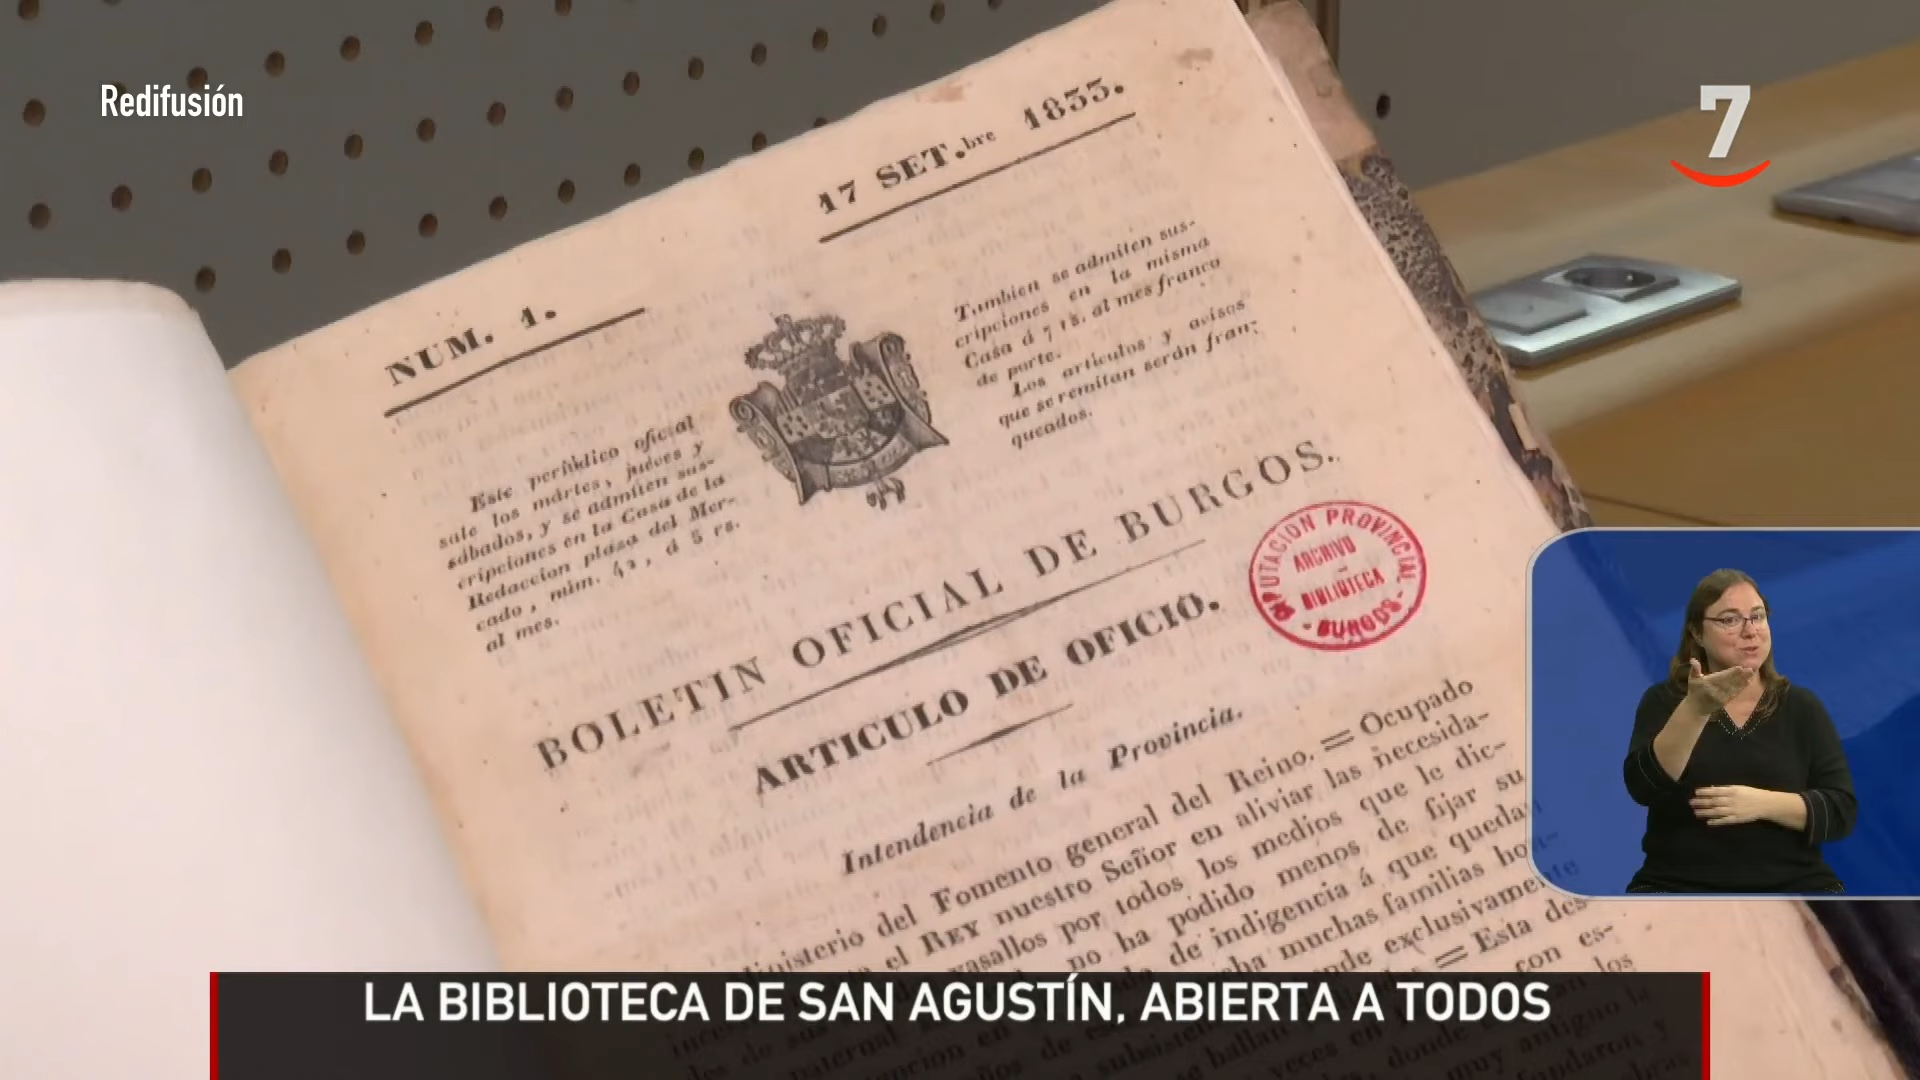 Redifusión
7
NUM. 1.
17 SET.bre 1833.
Este periódico oficial
sale los mártes, juéves y
sábados, y se admiten sus-
cripciones en la Casa de la
Redaccion plaza del Mer-
cado, núm. 42, á 5 rs.
al mes.
Tambien se admiten sus-
cripciones en la misma
Casa á 7 rs. al mes franco
de porte.
Los artículos y avisos
que se remitan serán fran-
queados.
BOLETIN OFICIAL DE BURGOS.
DIPUTACION PROVINCIAL
ARCHIVO
-
BIBLIOTECA
- BURGOS -
ARTICULO DE OFICIO.
Intendencia de la Provincia.
Ministerio del Fomento general del Reino. = Ocupado
el REY nuestro Señor en aliviar las necesida-
vasallos por todos los medios que le dic-
no ha podido menos de fijar su
de indigencia á que quedan
muchas familias hon-
exclusivamente
= Esta des
con es-
los
LA BIBLIOTECA DE SAN AGUSTÍN, ABIERTA A TODOS